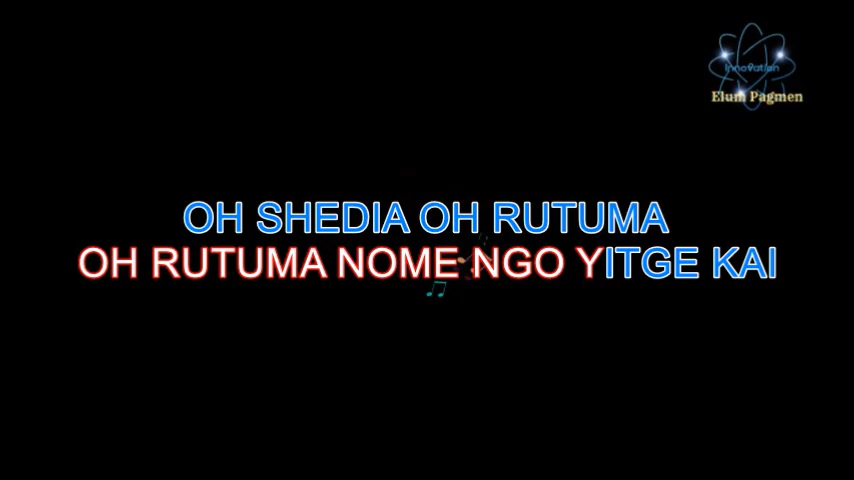 Innovation
Elum Pagmen
OH SHEDIA OH RUTUMA
OH RUTUMA NOME NGO YITGE KAI